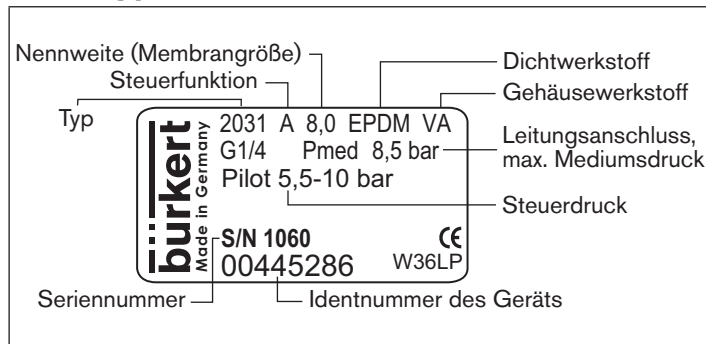 Nennweite (Membrangröße)
Steuerfunktion
Typ
Dichtwerkstoff
Gehäusewerkstoff
Leitungsanschluss,
max. Mediumsdruck
Steuerdruck
bürkert
Made in Germany
2031 A 8,0 EPDM VA
G1/4 Pmed 8,5 bar
Pilot 5,5-10 bar
S/N 1060 CE
00445286 W36LP
Seriennummer
Identnummer des Geräts